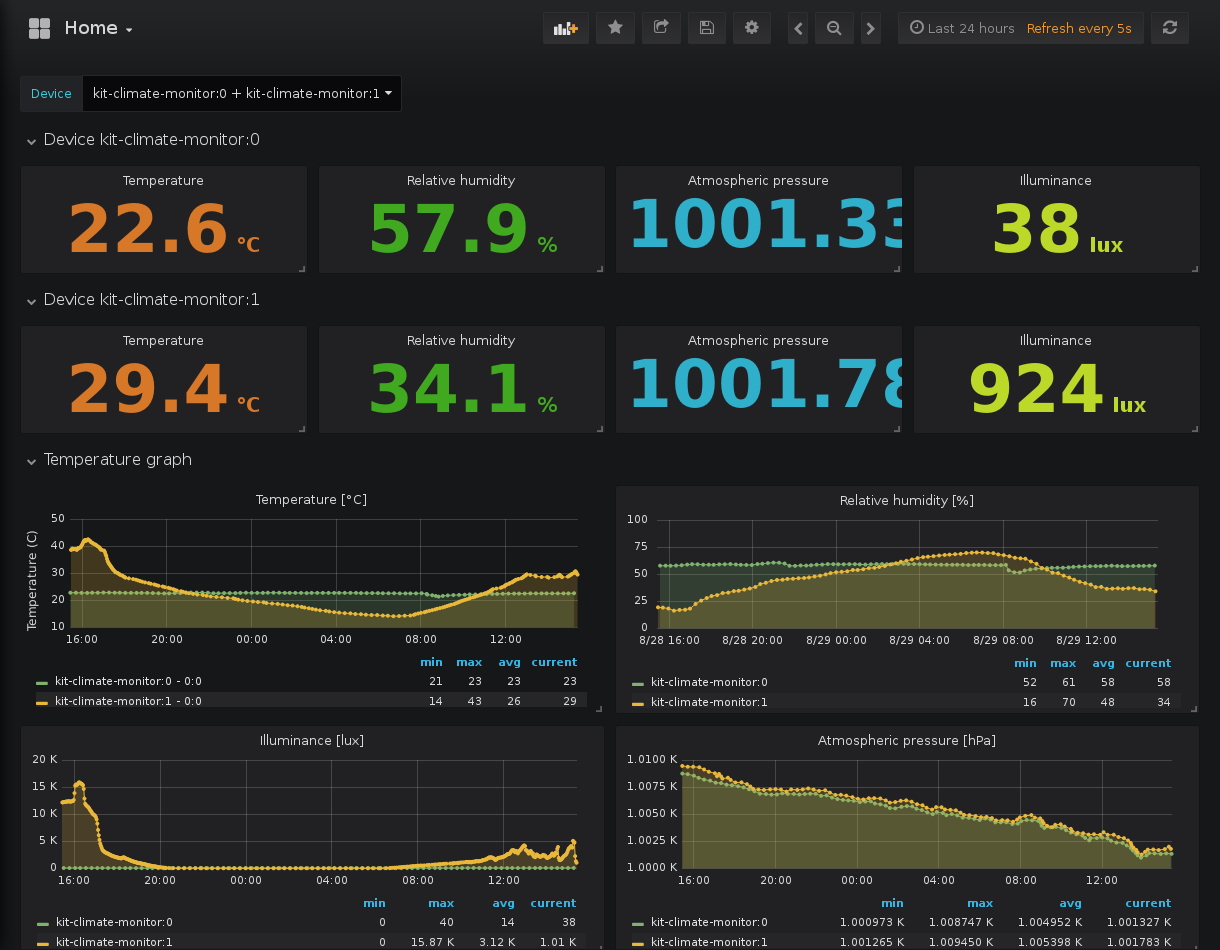 Home
Last 24 hours Refresh every 5s
Device kit-climate-monitor:0 + kit-climate-monitor:1
Device kit-climate-monitor:0
Temperature Relative humidity Atmospheric pressure Illuminance
22.6 °C 57.9 % 1001.33 38 lux
Device kit-climate-monitor:1
Temperature Relative humidity Atmospheric pressure Illuminance
29.4 °C 34.1 % 1001.78 924 lux
Temperature graph
Temperature [°C]
Temperature (C)
50
40
30
20
10
16:00 20:00 00:00 04:00 08:00 12:00
min max avg current
kit-climate-monitor:0 - 0:0 21 23 23 23
kit-climate-monitor:1 - 0:0 14 43 26 29
Relative humidity [%]
100
75
50
25
0
8/28 16:00 8/28 20:00 8/29 00:00 8/29 04:00 8/29 08:00 8/29 12:00
min max avg current
kit-climate-monitor:0 52 61 58 58
kit-climate-monitor:1 16 70 48 34
Illuminance [lux]
20 K
15 K
10 K
5 K
0
16:00 20:00 00:00 04:00 08:00 12:00
min max avg current
kit-climate-monitor:0 0 40 14 38
kit-climate-monitor:1 0 15.87 K 3.12 K 1.01 K
Atmospheric pressure [hPa]
1.0100 K
1.0075 K
1.0050 K
1.0025 K
1.0000 K
16:00 20:00 00:00 04:00 08:00 12:00
min max avg current
kit-climate-monitor:0 1.000973 K 1.008747 K 1.004952 K 1.001327 K
kit-climate-monitor:1 1.001265 K 1.009450 K 1.005398 K 1.001783 K